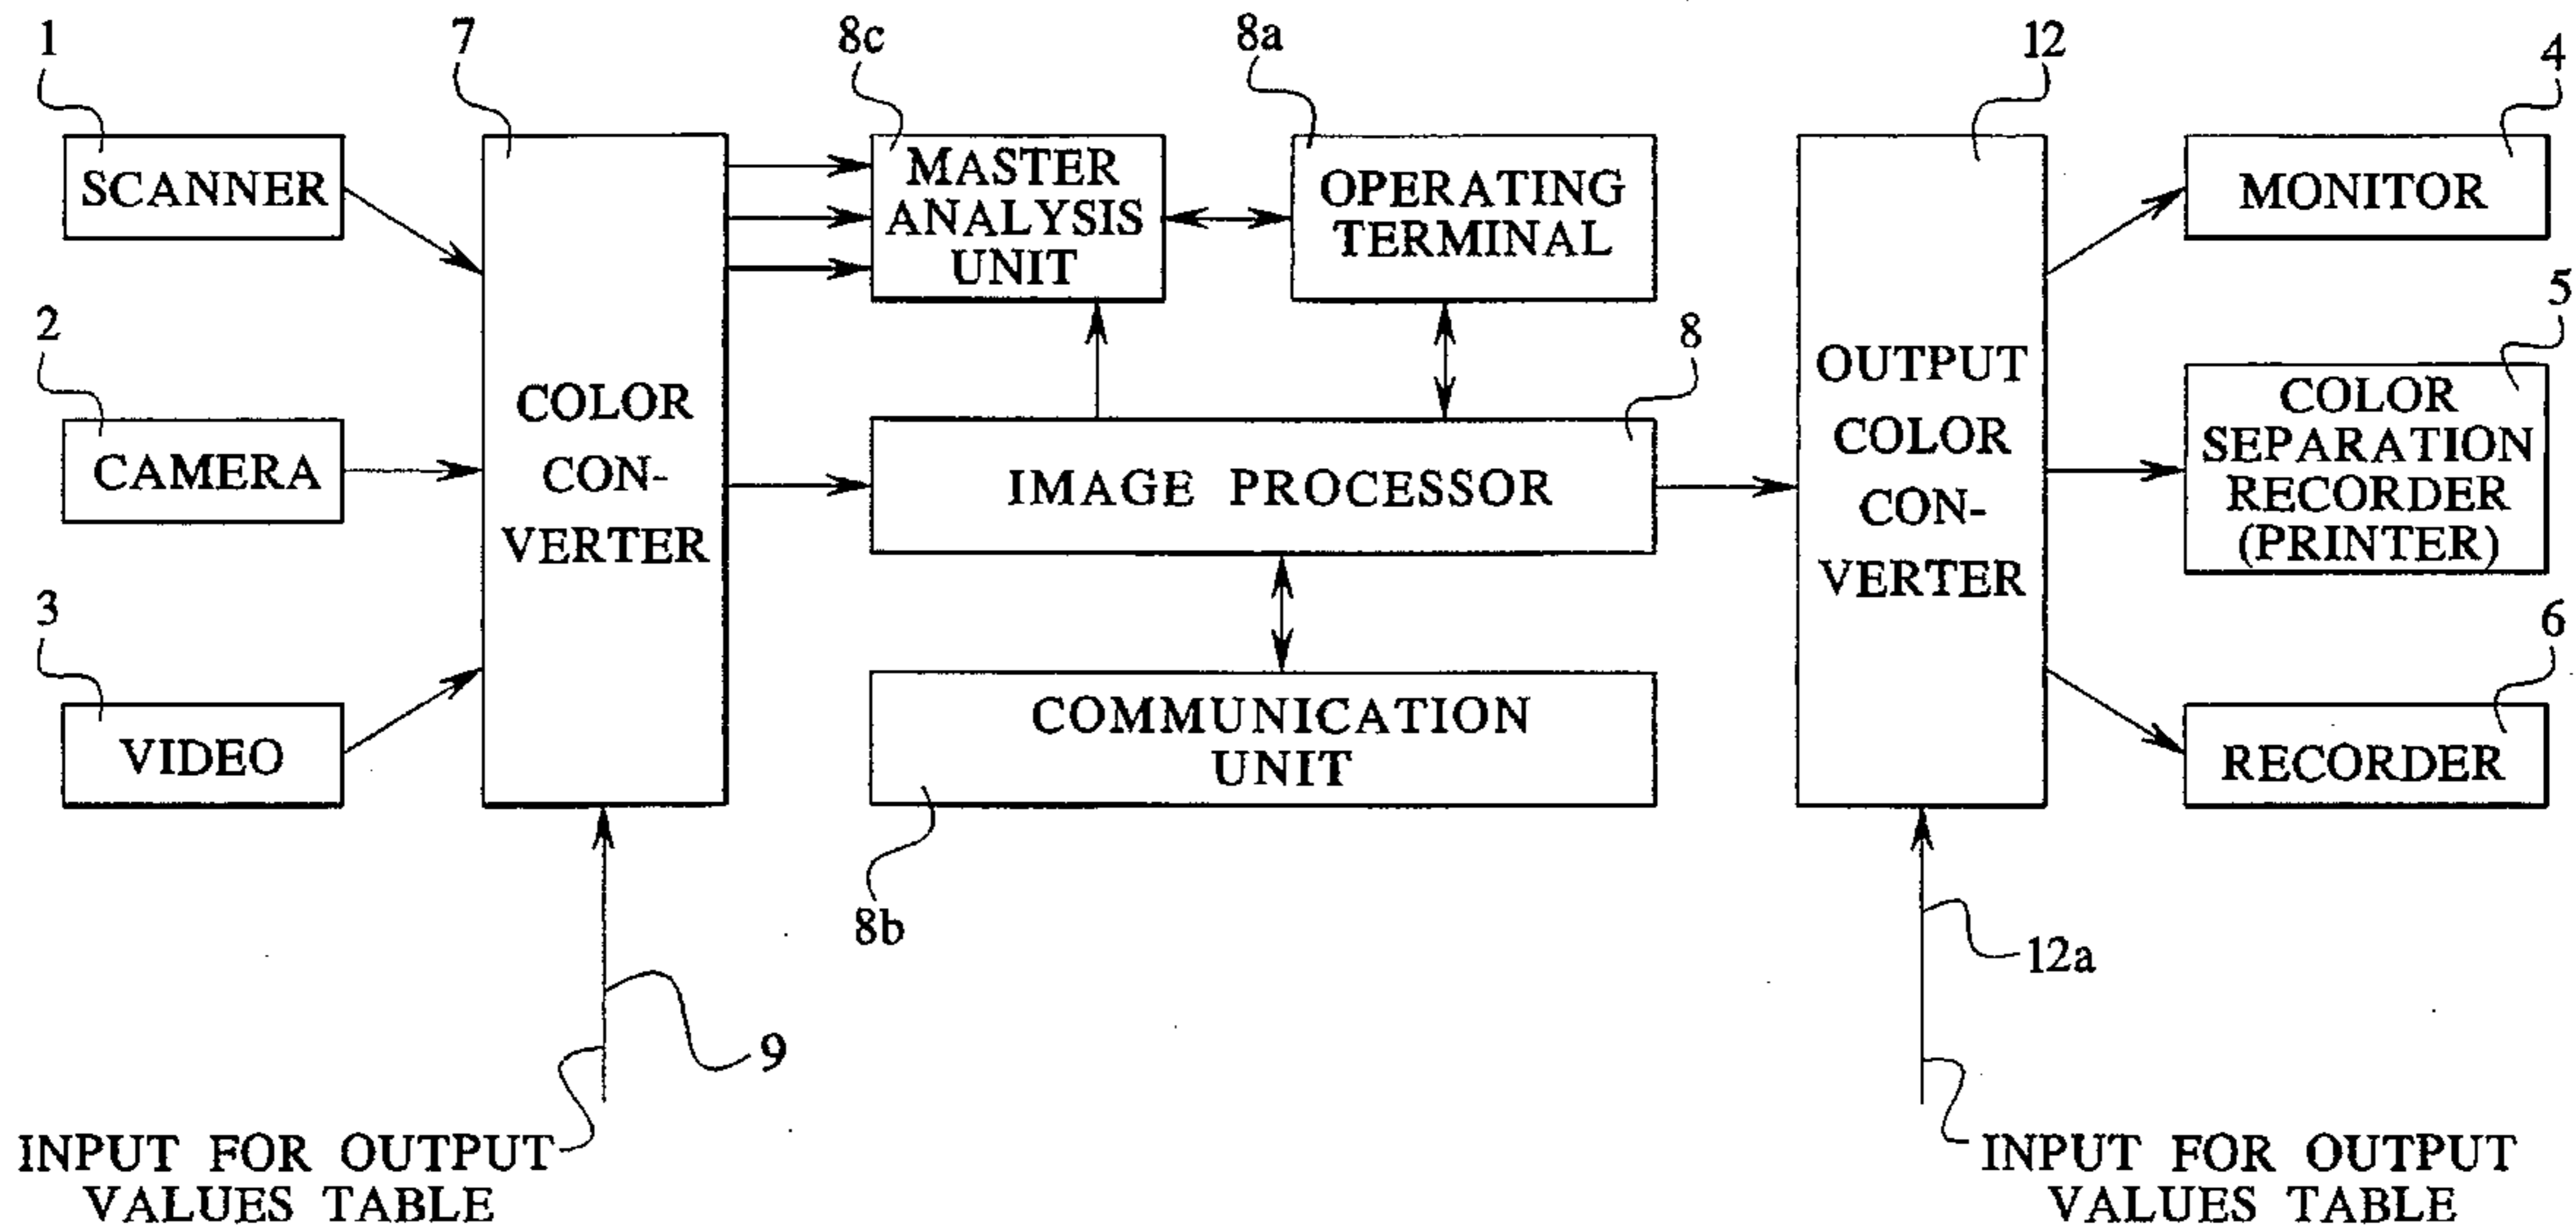 1
7
8c
8a
12
4
SCANNER
MASTER
ANALYSIS
UNIT
OPERATING
TERMINAL
MONITOR
2
8
5
CAMERA
COLOR
CON-
VERTER
IMAGE PROCESSOR
OUTPUT
COLOR
CON-
VERTER
COLOR
SEPARATION
RECORDER
(PRINTER)
3
6
VIDEO
COMMUNICATION
UNIT
RECORDER
8b
12a
9
INPUT FOR OUTPUT
VALUES TABLE
INPUT FOR OUTPUT
VALUES TABLE